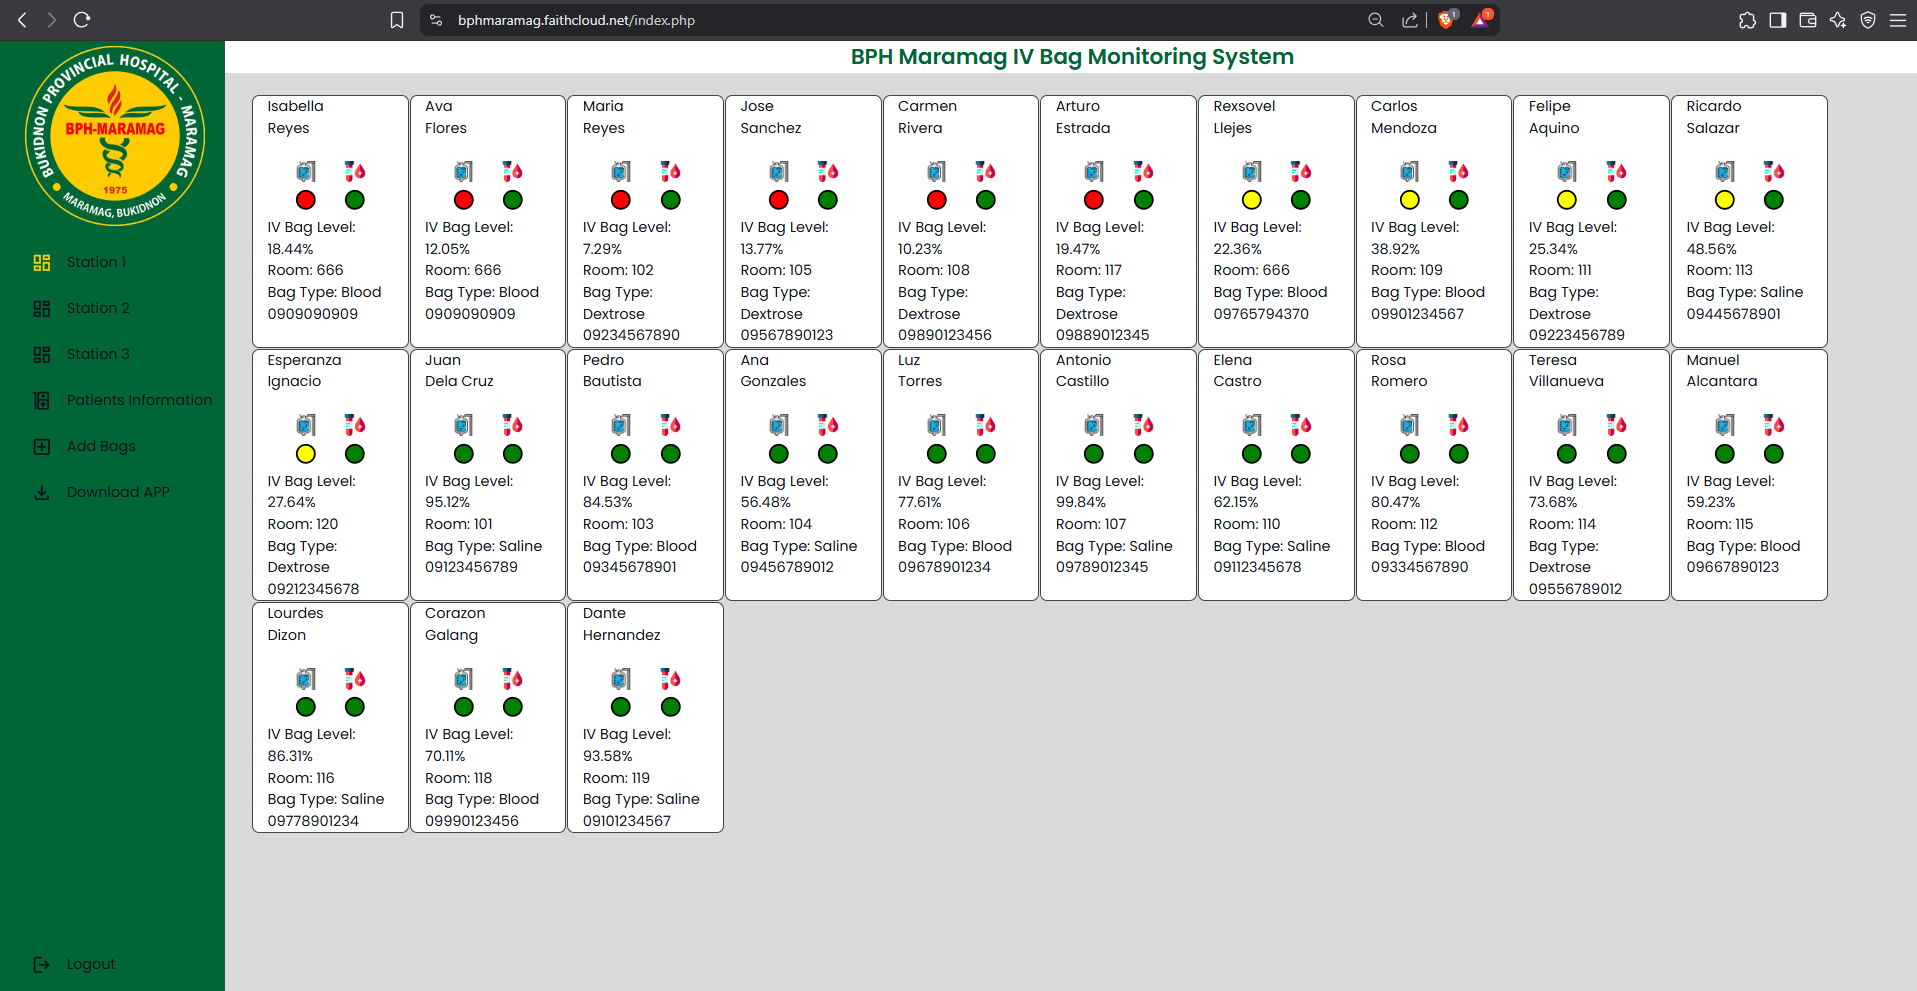 bphmaramag.faithcloud.net/index.php
1
1
BUKIDNON PROVINCIAL HOSPITAL - MARAMAG
BPH-MARAMAG
1975
MARAMAG, BUKIDNON
Station 1
Station 2
Station 3
Patients Information
Add Bags
Download APP
Logout
BPH Maramag IV Bag Monitoring System
Isabella
Reyes
IV Bag Level:
18.44%
Room: 666
Bag Type: Blood
0909090909
Ava
Flores
IV Bag Level:
12.05%
Room: 666
Bag Type: Blood
0909090909
Maria
Reyes
IV Bag Level:
7.29%
Room: 102
Bag Type:
Dextrose
09234567890
Jose
Sanchez
IV Bag Level:
13.77%
Room: 105
Bag Type:
Dextrose
09567890123
Carmen
Rivera
IV Bag Level:
10.23%
Room: 108
Bag Type:
Dextrose
09890123456
Arturo
Estrada
IV Bag Level:
19.47%
Room: 117
Bag Type:
Dextrose
09889012345
Rexsovel
Llejes
IV Bag Level:
22.36%
Room: 666
Bag Type: Blood
09765794370
Carlos
Mendoza
IV Bag Level:
38.92%
Room: 109
Bag Type: Blood
09901234567
Felipe
Aquino
IV Bag Level:
25.34%
Room: 111
Bag Type:
Dextrose
09223456789
Ricardo
Salazar
IV Bag Level:
48.56%
Room: 113
Bag Type: Saline
09445678901
Esperanza
Ignacio
IV Bag Level:
27.64%
Room: 120
Bag Type:
Dextrose
09212345678
Juan
Dela Cruz
IV Bag Level:
95.12%
Room: 101
Bag Type: Saline
09123456789
Pedro
Bautista
IV Bag Level:
84.53%
Room: 103
Bag Type: Blood
09345678901
Ana
Gonzales
IV Bag Level:
56.48%
Room: 104
Bag Type: Saline
09456789012
Luz
Torres
IV Bag Level:
77.61%
Room: 106
Bag Type: Blood
09678901234
Antonio
Castillo
IV Bag Level:
99.84%
Room: 107
Bag Type: Saline
09789012345
Elena
Castro
IV Bag Level:
62.15%
Room: 110
Bag Type: Saline
09112345678
Rosa
Romero
IV Bag Level:
80.47%
Room: 112
Bag Type: Blood
09334567890
Teresa
Villanueva
IV Bag Level:
73.68%
Room: 114
Bag Type:
Dextrose
09556789012
Manuel
Alcantara
IV Bag Level:
59.23%
Room: 115
Bag Type: Blood
09667890123
Lourdes
Dizon
IV Bag Level:
86.31%
Room: 116
Bag Type: Saline
09778901234
Corazon
Galang
IV Bag Level:
70.11%
Room: 118
Bag Type: Blood
09990123456
Dante
Hernandez
IV Bag Level:
93.58%
Room: 119
Bag Type: Saline
09101234567